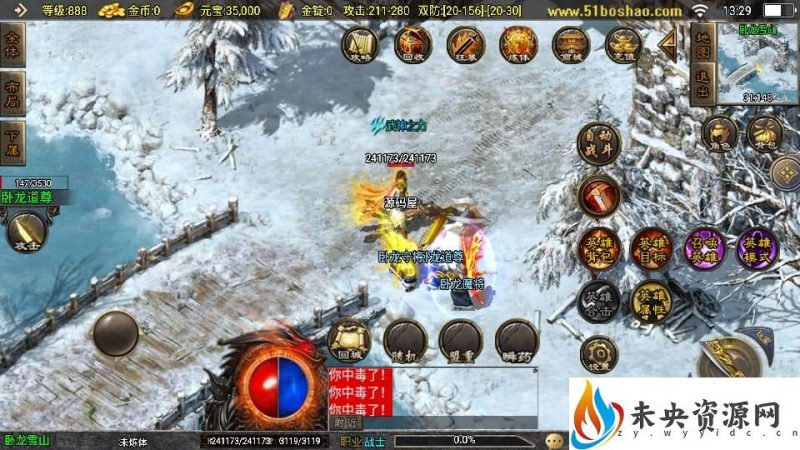 等级:888 金币:0 元宝:35,000 金锭:0 攻击:211-280 双防:[20-156]-[20-30] www.51boshao.com 13:29
全体
布局
下属
攻略 回收 狂暴 炼体 商城 充值
地图
退出
卧龙雪山
31:148
武神之力
241173/241173
源码屋
147/3530
卧龙道尊
攻击
自动战斗
角色 背包
卧龙守将 卧龙道尊
卧龙魔将
英雄背包 英雄目标 召唤英雄 英雄模式
英雄合击 英雄属性
设置
回城 随机 盟重 瞬药
你中毒了!
你中毒了!
你中毒了!
附近
卧龙雪山 未炼体 241173/241173 3119/3119 职业 战士 0.0%
未央资源网
zy.wyyidc.cn